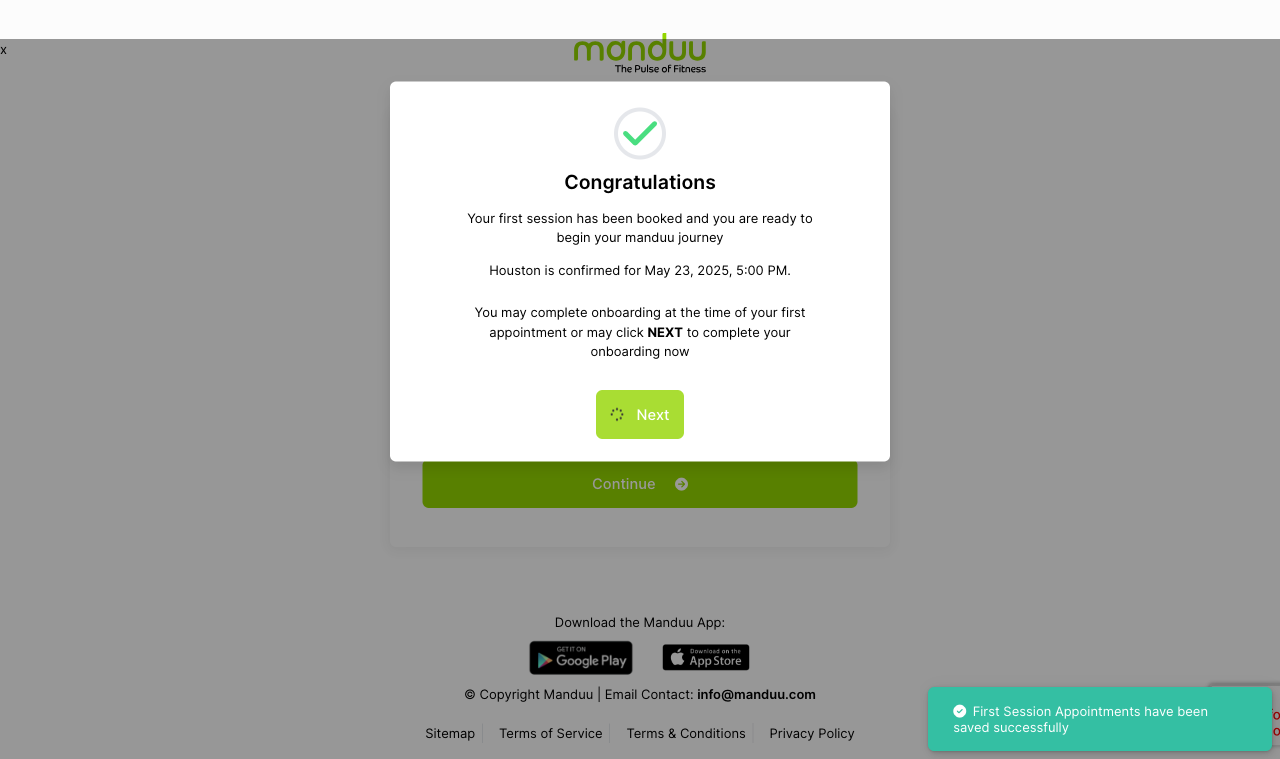 x
manduu
The Pulse of Fitness
Congratulations
Your first session has been booked and you are ready to
begin your manduu journey
Houston is confirmed for May 23, 2025, 5:00 PM.
You may complete onboarding at the time of your first
appointment or may click NEXT to complete your
onboarding now
Next
Continue
Download the Manduu App:
GET IT ON
Google Play
Download on the
App Store
© Copyright Manduu | Email Contact: info@manduu.com
First Session Appointments have been
saved successfully
Sitemap
Terms of Service
Terms & Conditions
Privacy Policy